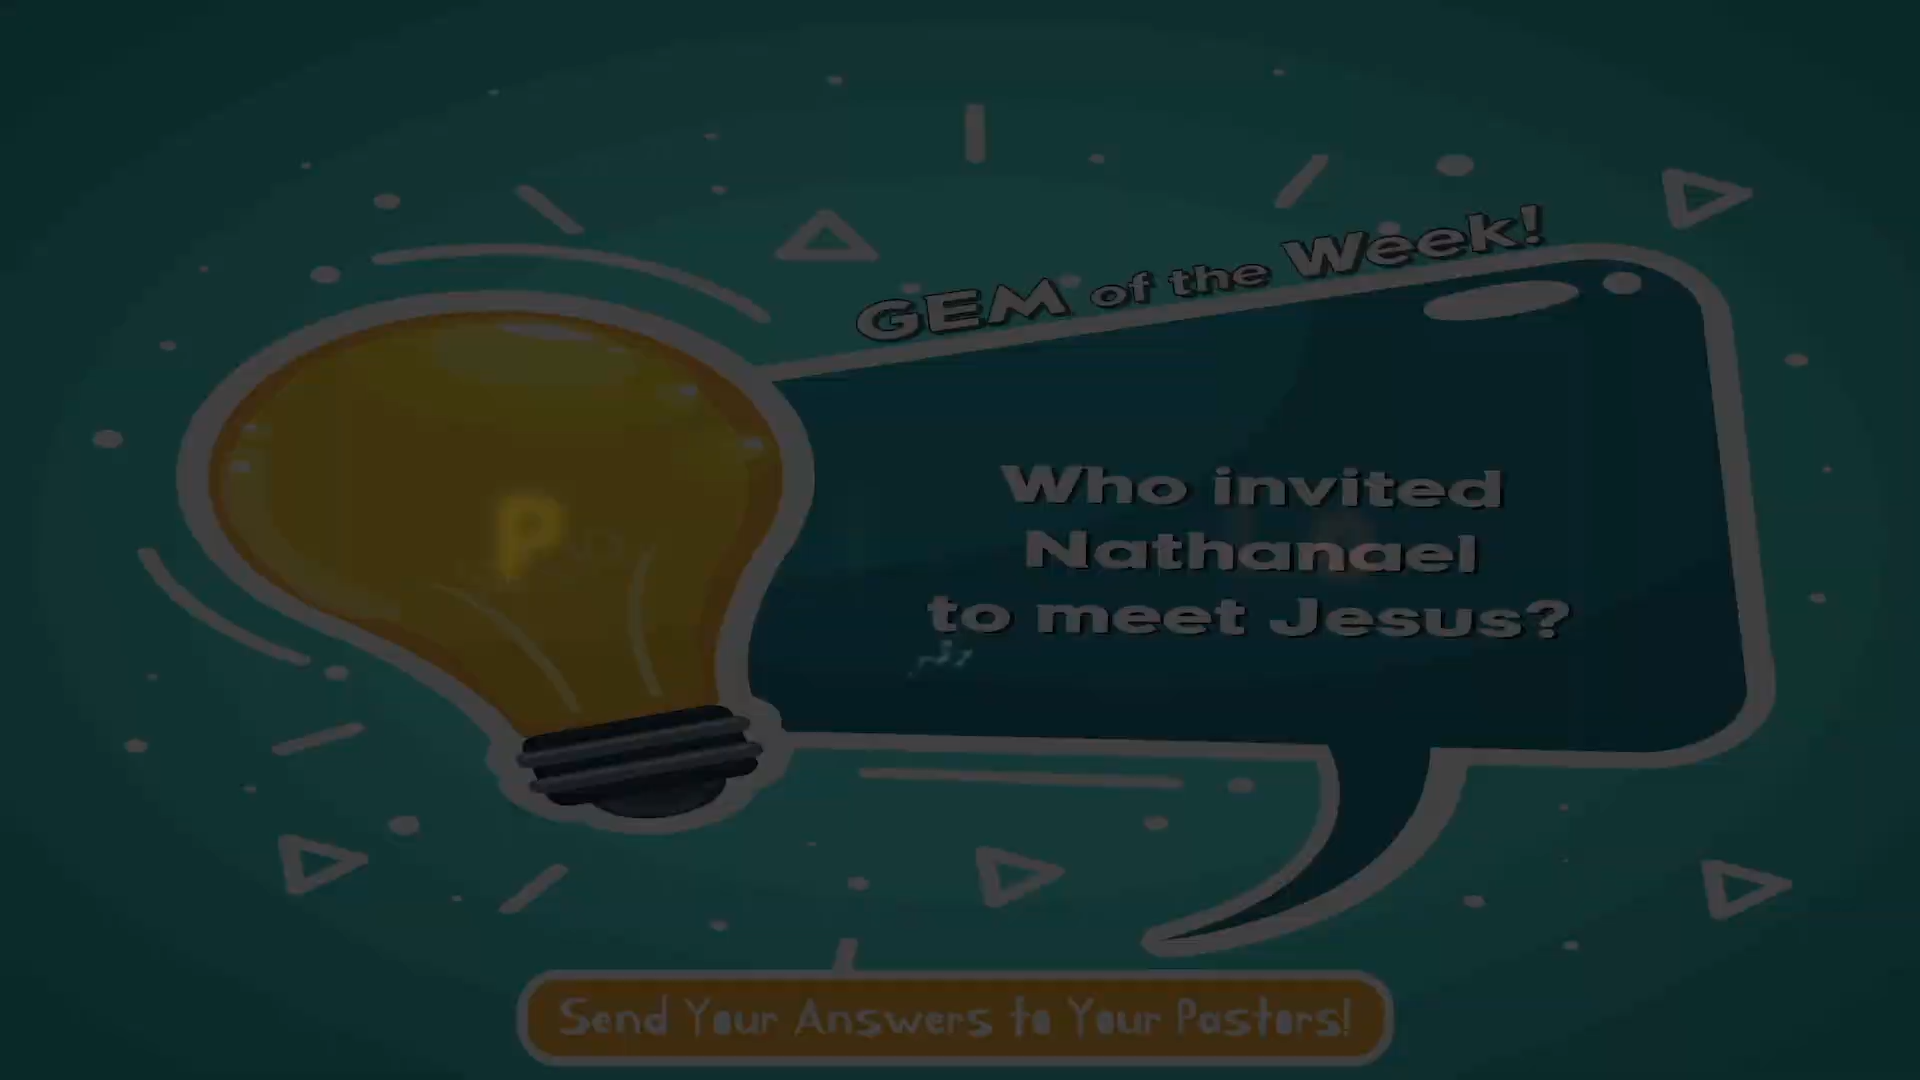 GEM of the Week!
P
Who invited
Nathanael
to meet Jesus?
Send Your Answers to Your Pastors!